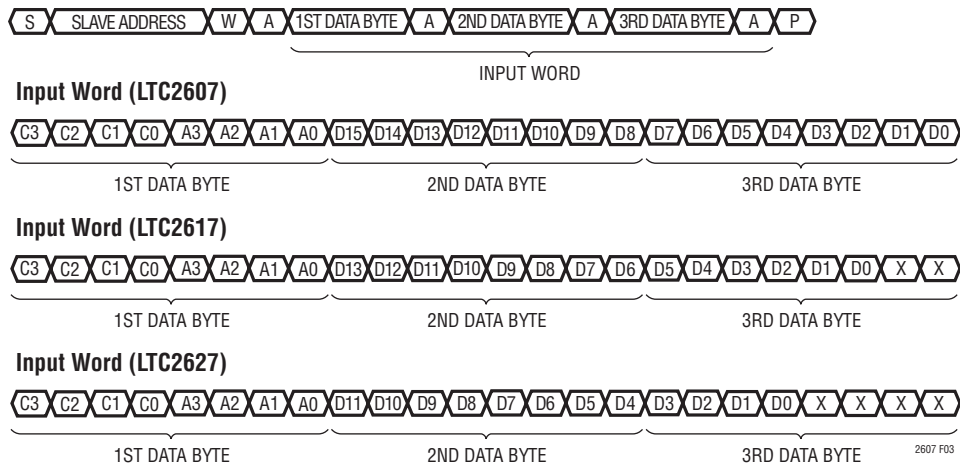 S SLAVE ADDRESS W A 1ST DATA BYTE A 2ND DATA BYTE A 3RD DATA BYTE A P
INPUT WORD
Input Word (LTC2607)
C3 C2 C1 C0 A3 A2 A1 A0 D15 D14 D13 D12 D11 D10 D9 D8 D7 D6 D5 D4 D3 D2 D1 D0
1ST DATA BYTE 2ND DATA BYTE 3RD DATA BYTE
Input Word (LTC2617)
C3 C2 C1 C0 A3 A2 A1 A0 D13 D12 D11 D10 D9 D8 D7 D6 D5 D4 D3 D2 D1 D0 X X
1ST DATA BYTE 2ND DATA BYTE 3RD DATA BYTE
Input Word (LTC2627)
C3 C2 C1 C0 A3 A2 A1 A0 D11 D10 D9 D8 D7 D6 D5 D4 D3 D2 D1 D0 X X X X
1ST DATA BYTE 2ND DATA BYTE 3RD DATA BYTE 2607 F03